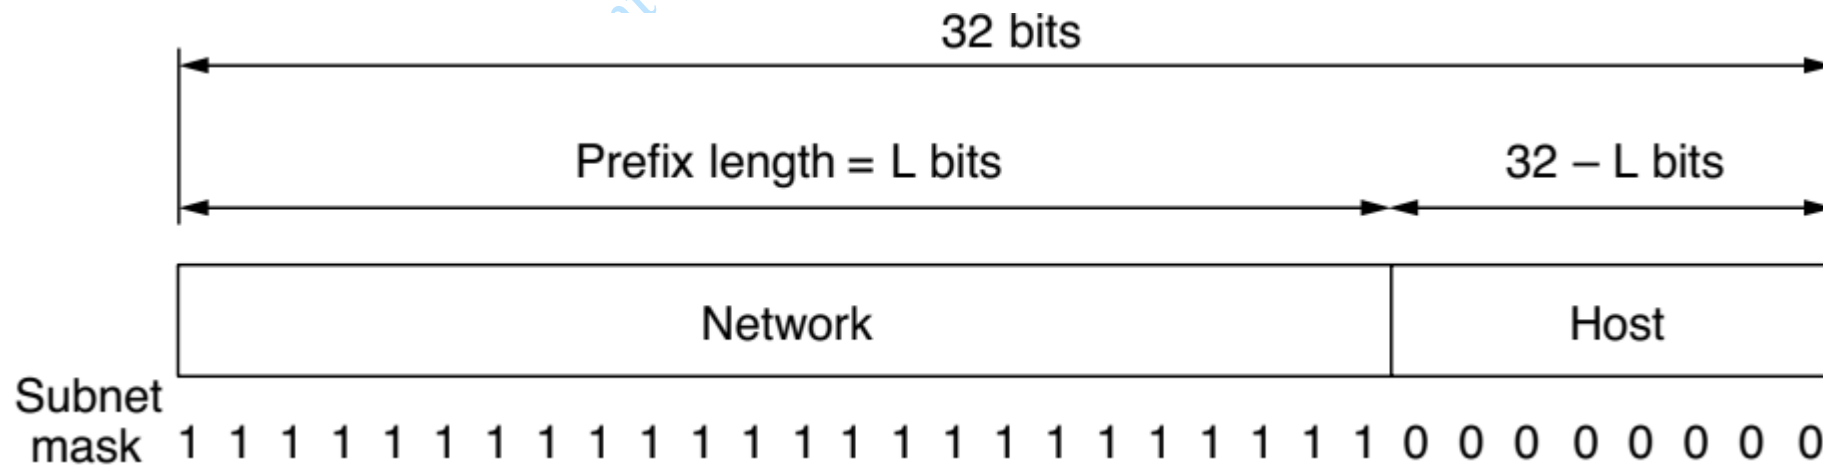 32 bits
Prefix length = L bits 32 – L bits
Network Host
Subnet
mask 1 1 1 1 1 1 1 1 1 1 1 1 1 1 1 1 1 1 1 1 1 1 1 1 0 0 0 0 0 0 0 0